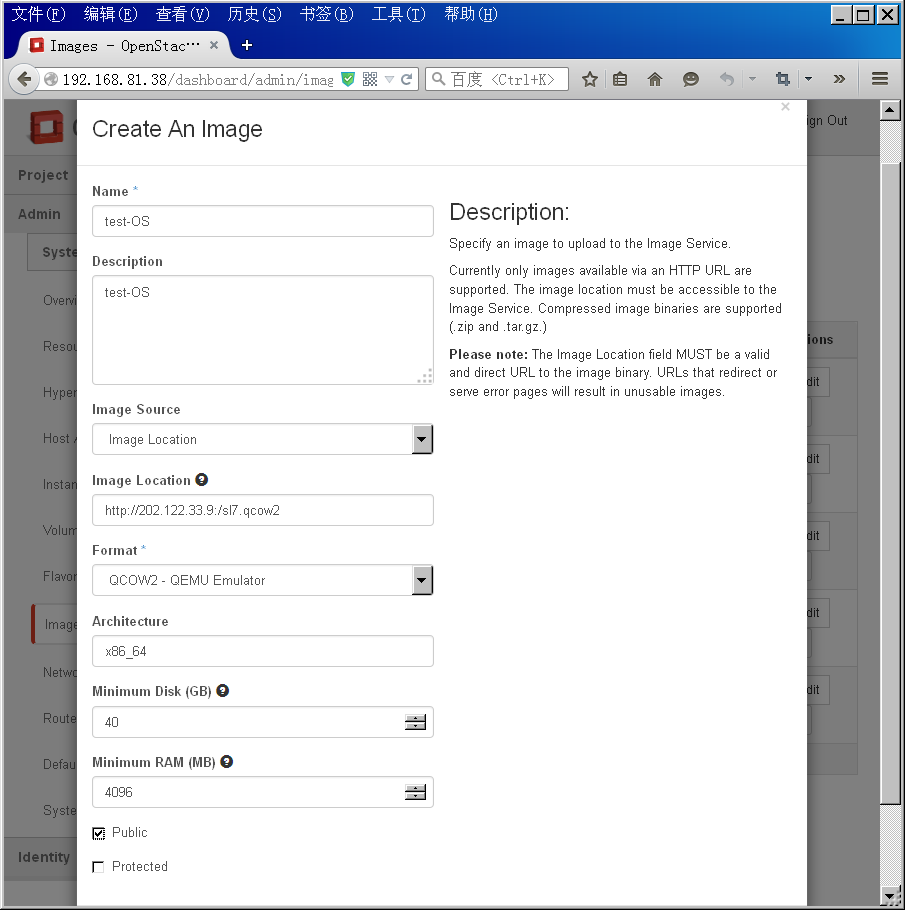 文件(F) 编辑(E) 查看(V) 历史(S) 书签(B) 工具(T) 帮助(H)
Images - OpenStac…
192.168.81.38/dashboard/admin/imag
百度 <Ctrl+K>
Create An Image
ign Out
Project
Admin
Syste
Overvi
Resou
Hyper
Host A
Instan
Volum
Flavor
Image
Netwo
Route
Defau
Syste
Identity
Name *
test-OS
Description
test-OS
Image Source
Image Location
Image Location
http://202.122.33.9:/sl7.qcow2
Format *
QCOW2 - QEMU Emulator
Architecture
x86_64
Minimum Disk (GB)
40
Minimum RAM (MB)
4096
Public
Protected
Description:
Specify an image to upload to the Image Service.
Currently only images available via an HTTP URL are
supported. The image location must be accessible to the
Image Service. Compressed image binaries are supported
(.zip and .tar.gz.)
Please note: The Image Location field MUST be a valid
and direct URL to the image binary. URLs that redirect or
serve error pages will result in unusable images.
ions
dit
dit
dit
dit
dit